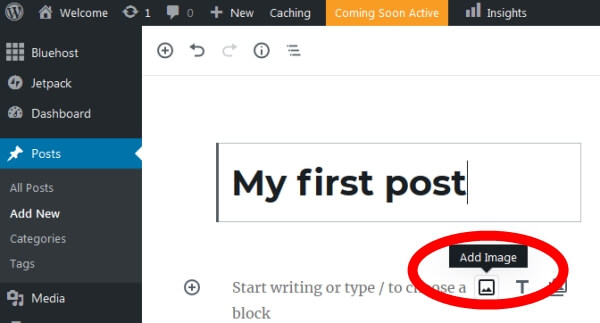 Welcome 1 0 New Caching Coming Soon Active Insights
Bluehost
Jetpack
Dashboard
Posts
All Posts
Add New
Categories
Tags
Media
My first post
Add Image
Start writing or type / to choose a
block